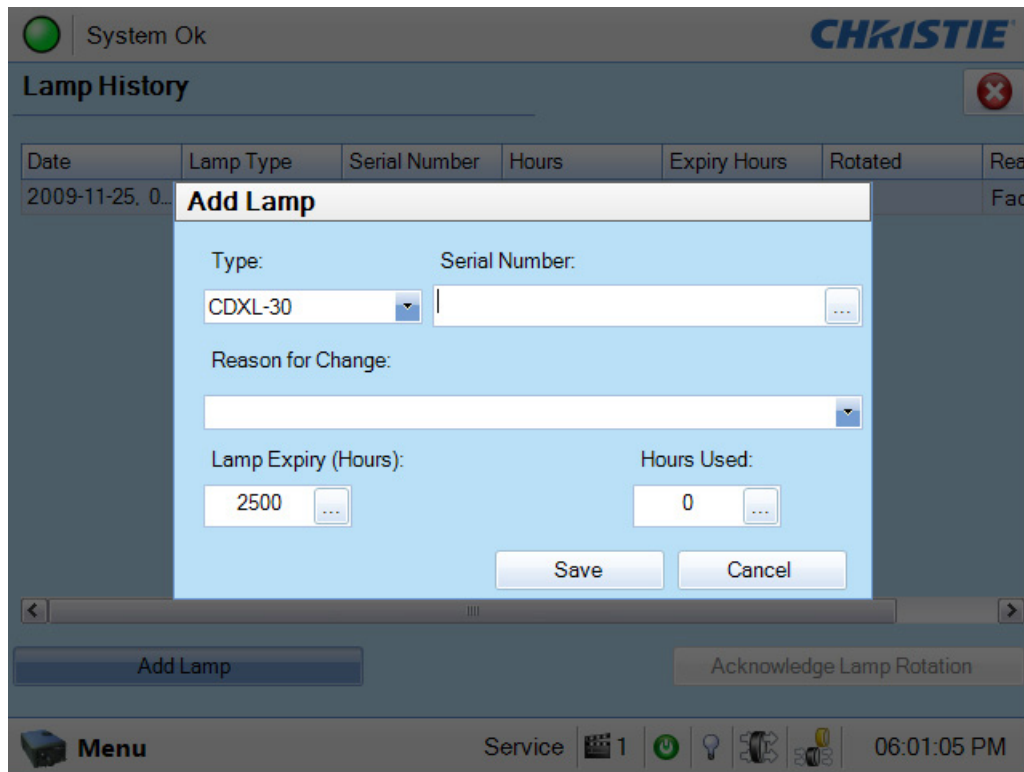 System Ok
CHRISTIE
Lamp History
Date Lamp Type Serial Number Hours Expiry Hours Rotated Rea
2009-11-25, 0... Fac
Add Lamp
Type: Serial Number:
CDXL-30 ...
Reason for Change:
Lamp Expiry (Hours): Hours Used:
2500 ... 0 ...
Save Cancel
Add Lamp Acknowledge Lamp Rotation
Menu Service 1 06:01:05 PM